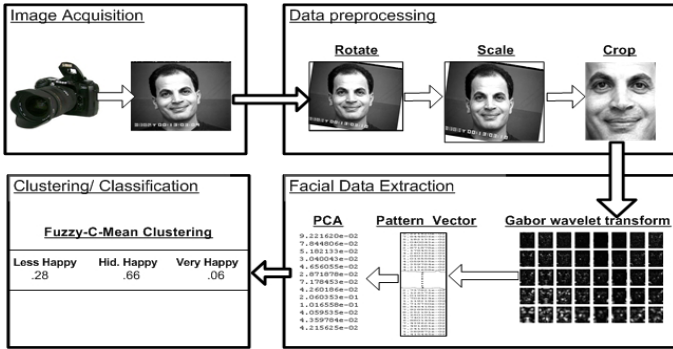 Image Acquisition
Data preprocessing
Rotate
Scale
Crop
Clustering/ Classification
Fuzzy-C-Mean Clustering
Less Happy Hid. Happy Very Happy
.28 .66 .06
Facial Data Extraction
PCA
Pattern Vector
Gabor wavelet transform
9.221620e-02
7.844806e-02
5.182133e-02
3.040043e-02
4.656055e-02
2.871878e-02
7.178453e-02
4.260186e-02
2.060353e-01
1.016558e-01
4.059535e-02
4.359784e-02
4.215625e-02